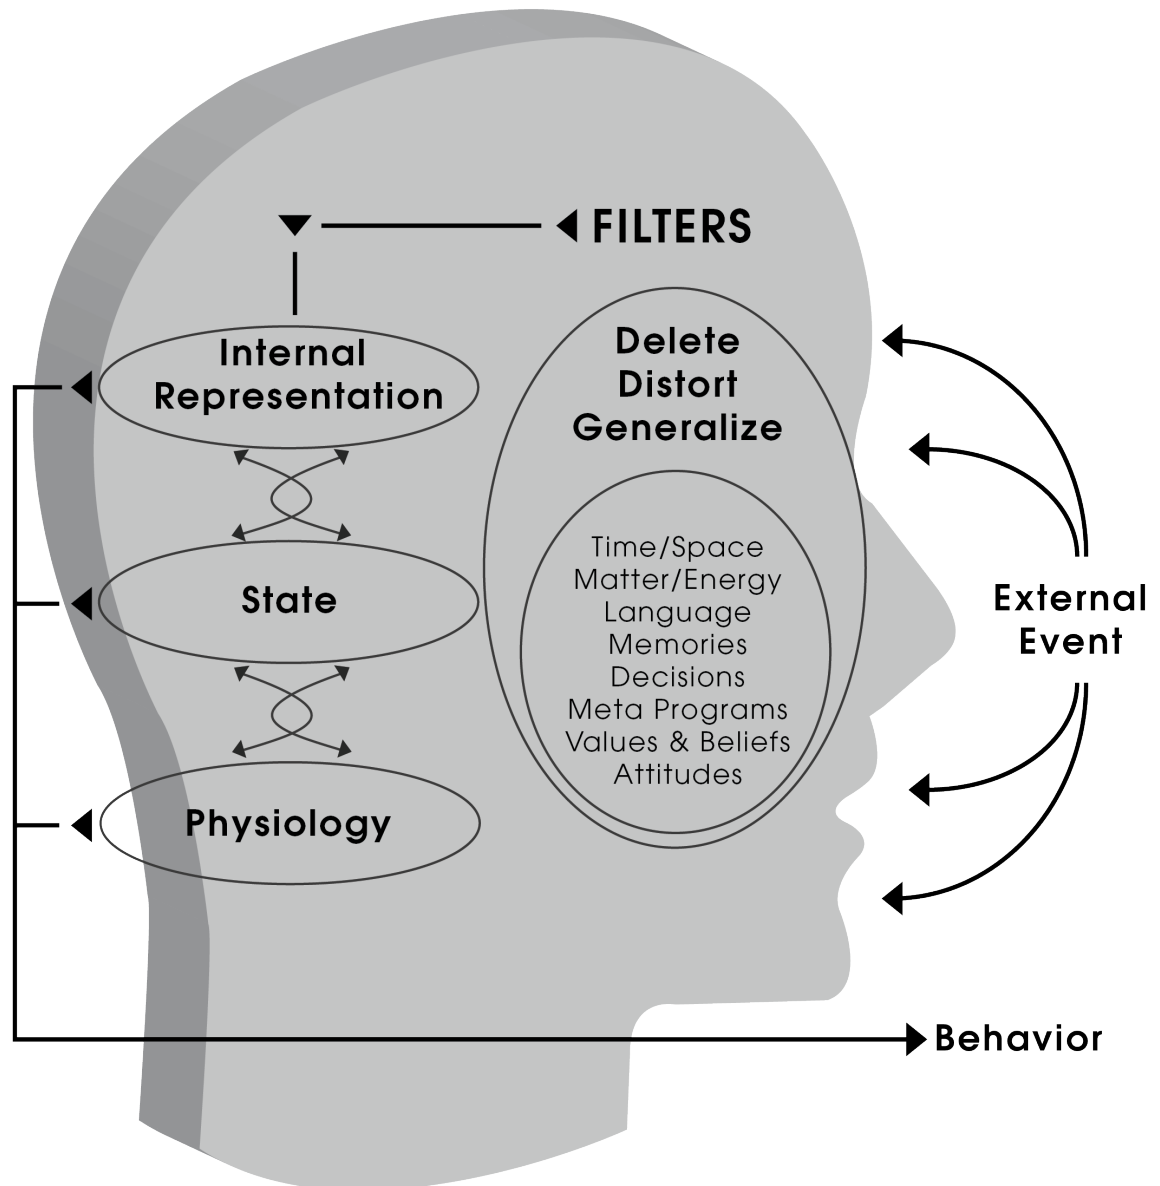 FILTERS
Internal
Representation
State
Physiology
Delete
Distort
Generalize
Time/Space
Matter/Energy
Language
Memories
Decisions
Meta Programs
Values & Beliefs
Attitudes
External
Event
Behavior